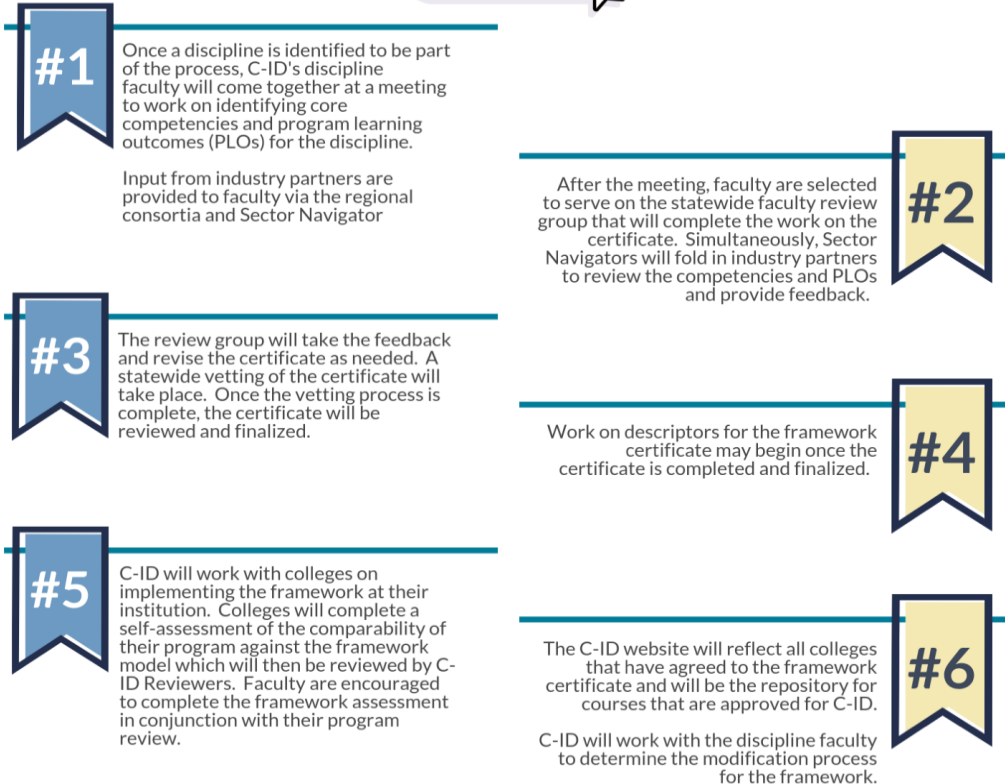 #1
Once a discipline is identified to be part
of the process, C-ID's discipline
faculty will come together at a meeting
to work on identifying core
competencies and program learning
outcomes (PLOs) for the discipline.
Input from industry partners are
provided to faculty via the regional
consortia and Sector Navigator
#2
After the meeting, faculty are selected
to serve on the statewide faculty review
group that will complete the work on the
certificate. Simultaneously, Sector
Navigators will fold in industry partners
to review the competencies and PLOs
and provide feedback.
#3
The review group will take the feedback
and revise the certificate as needed. A
statewide vetting of the certificate will
take place. Once the vetting process is
complete, the certificate will be
reviewed and finalized.
#4
Work on descriptors for the framework
certificate may begin once the
certificate is completed and finalized.
#5
C-ID will work with colleges on
implementing the framework at their
institution. Colleges will complete a
self-assessment of the comparability of
their program against the framework
model which will then be reviewed by C-
ID Reviewers. Faculty are encouraged
to complete the framework assessment
in conjunction with their program
review.
#6
The C-ID website will reflect all colleges
that have agreed to the framework
certificate and will be the repository for
courses that are approved for C-ID.
C-ID will work with the discipline faculty
to determine the modification process
for the framework.